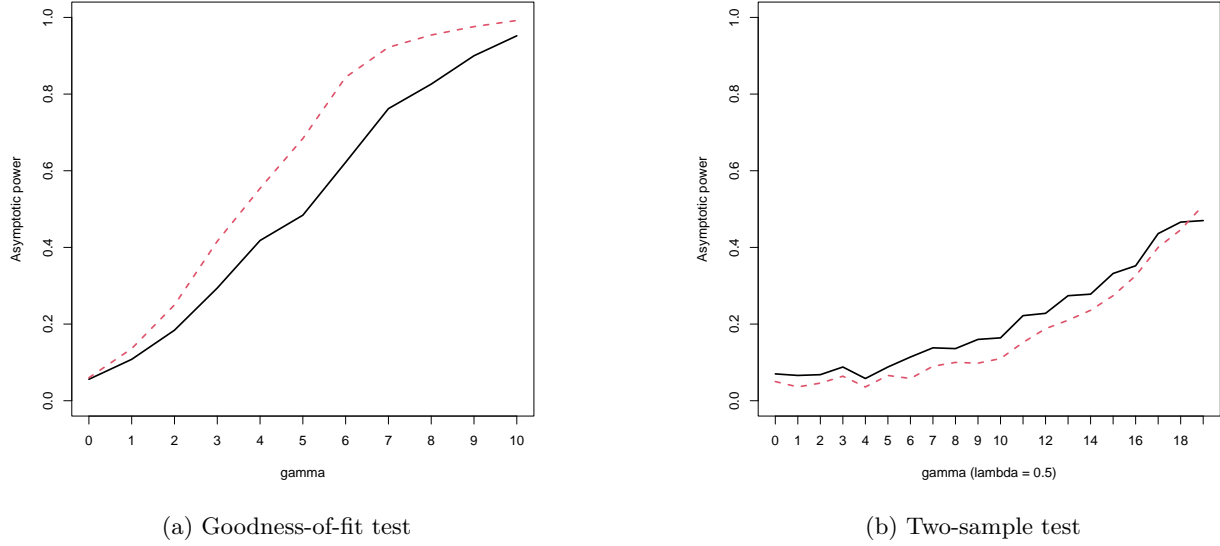 1.0
0.8
0.6
0.4
0.2
0.0
Asymptotic power
0 1 2 3 4 5 6 7 8 9 10
gamma
(a) Goodness-of-fit test
1.0
0.8
0.6
0.4
0.2
0.0
Asymptotic power
0 1 2 3 4 5 6 7 8 9 10 12 14 16 18
gamma (lambda = 0.5)
(b) Two-sample test